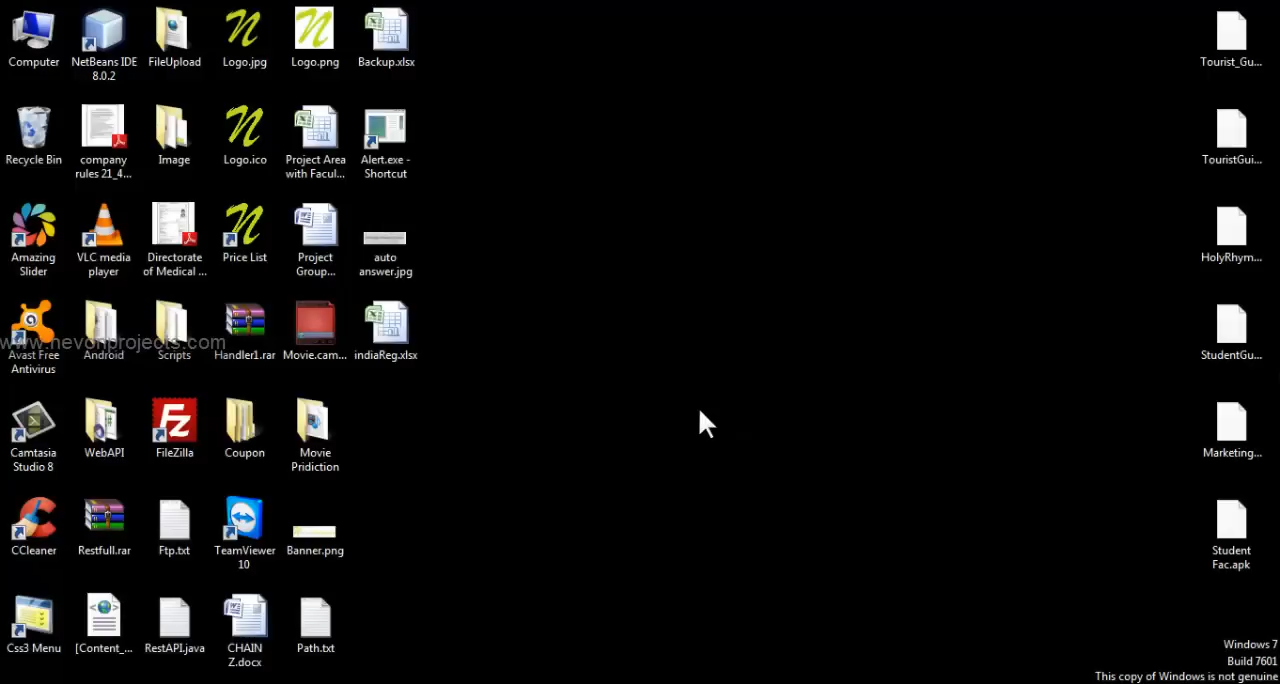 Computer
NetBeans IDE
8.0.2
FileUpload
Logo.jpg
Logo.png
Backup.xlsx
Tourist_Gu...
Recycle Bin
company
rules 21_4...
Image
Logo.ico
Project Area
with Facul...
Alert.exe -
Shortcut
TouristGui...
Amazing
Slider
VLC media
player
Directorate
of Medical ...
Price List
Project
Group...
auto
answer.jpg
HolyRhym...
www.nevonprojects.com
Avast Free
Antivirus
Android
Scripts
Handler1.rar
Movie.cam...
indiaReg.xlsx
StudentGu...
Camtasia
Studio 8
WebAPI
FileZilla
Coupon
Movie
Pridiction
Marketing...
CCleaner
Restfull.rar
Ftp.txt
TeamViewer
10
Banner.png
Student
Fac.apk
Css3 Menu
[Content_...
RestAPI.java
CHAIN
Z.docx
Path.txt
Windows 7
Build 7601
This copy of Windows is not genuine